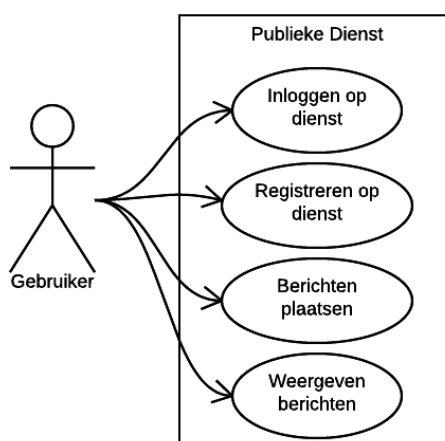 Publieke Dienst
Inloggen op
dienst
Registreren op
dienst
Gebruiker
Berichten
plaatsen
Weergeven
berichten